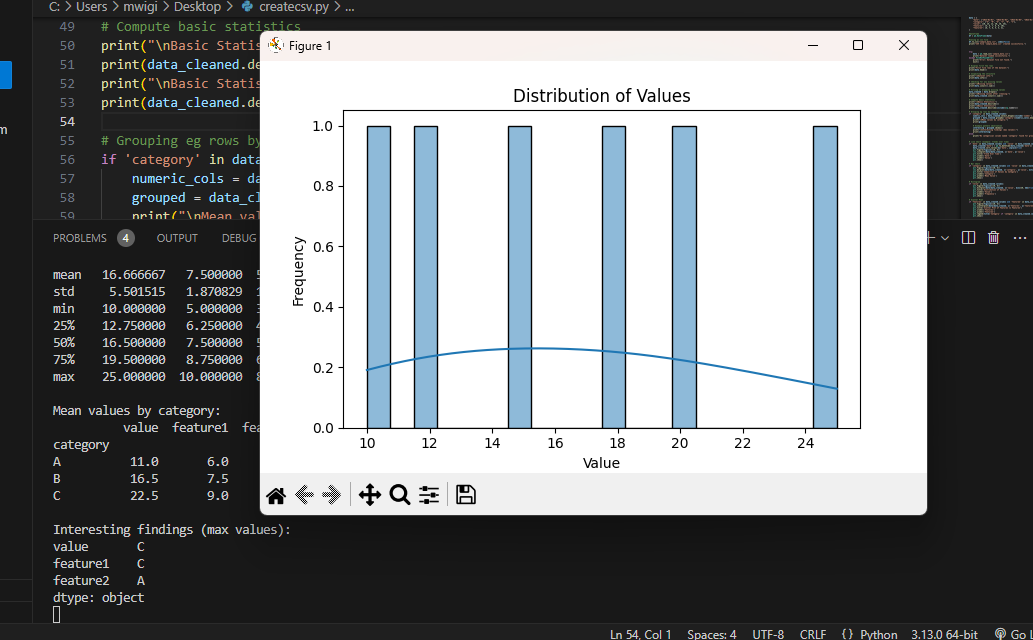 C: > Users > mwigi > Desktop > createcsv.py > ...
49 # Compute basic statistics
50 print("\nBasic Statis
51 print(data_cleaned.de
52 print("\nBasic Statis
53 print(data_cleaned.de
54
55 # Grouping eg rows by
56 if 'category' in data
57 numeric_cols = da
58 grouped = data_cl
59 print("\nMean val
PROBLEMS 4 OUTPUT DEBUG
mean 16.666667 7.500000 5
std 5.501515 1.870829
min 10.000000 5.000000
25% 12.750000 6.250000
50% 16.500000 7.500000
75% 19.500000 8.750000
max 25.000000 10.000000
Mean values by category:
value feature1 fea
category
A 11.0 6.0
B 16.5 7.5
C 22.5 9.0
Interesting findings (max values):
value C
feature1 C
feature2 A
dtype: object
Figure 1
Distribution of Values
Frequency
1.0
0.8
0.6
0.4
0.2
0.0
10 12 14 16 18 20 22 24
Value
Ln 54, Col 1 Spaces: 4 UTF-8 CRLF {} Python 3.13.0 64-bit Go